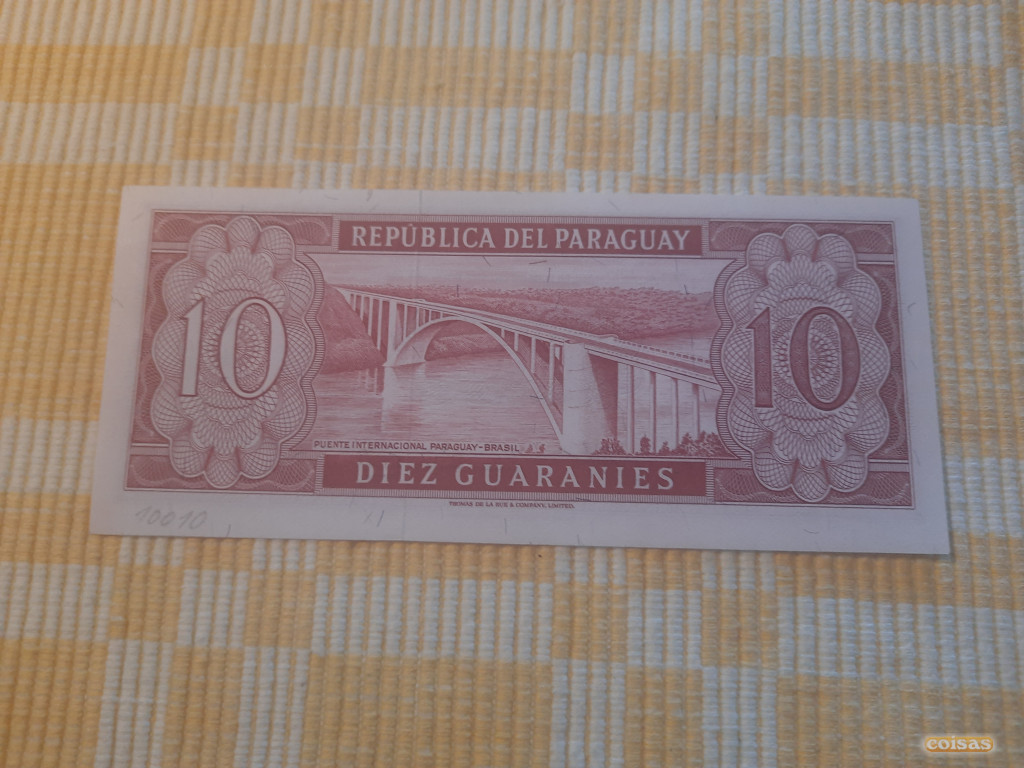 REPÚBLICA DEL PARAGUAY
10
10
PUENTE INTERNACIONAL PARAGUAY-BRASIL
DIEZ GUARANIES
THOMAS DE LA RUE & COMPANY, LIMITED.
10010
coisas